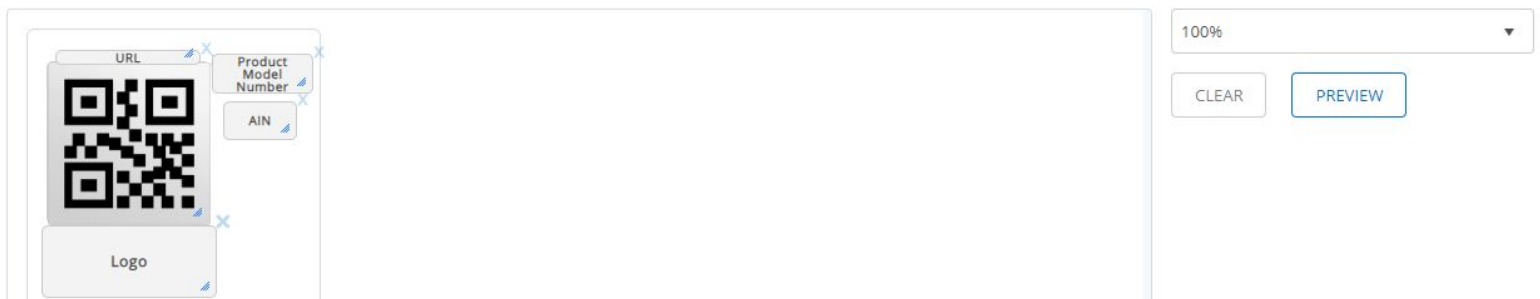 URL
Product
Model
Number
AIN
Logo
100%
CLEAR
PREVIEW